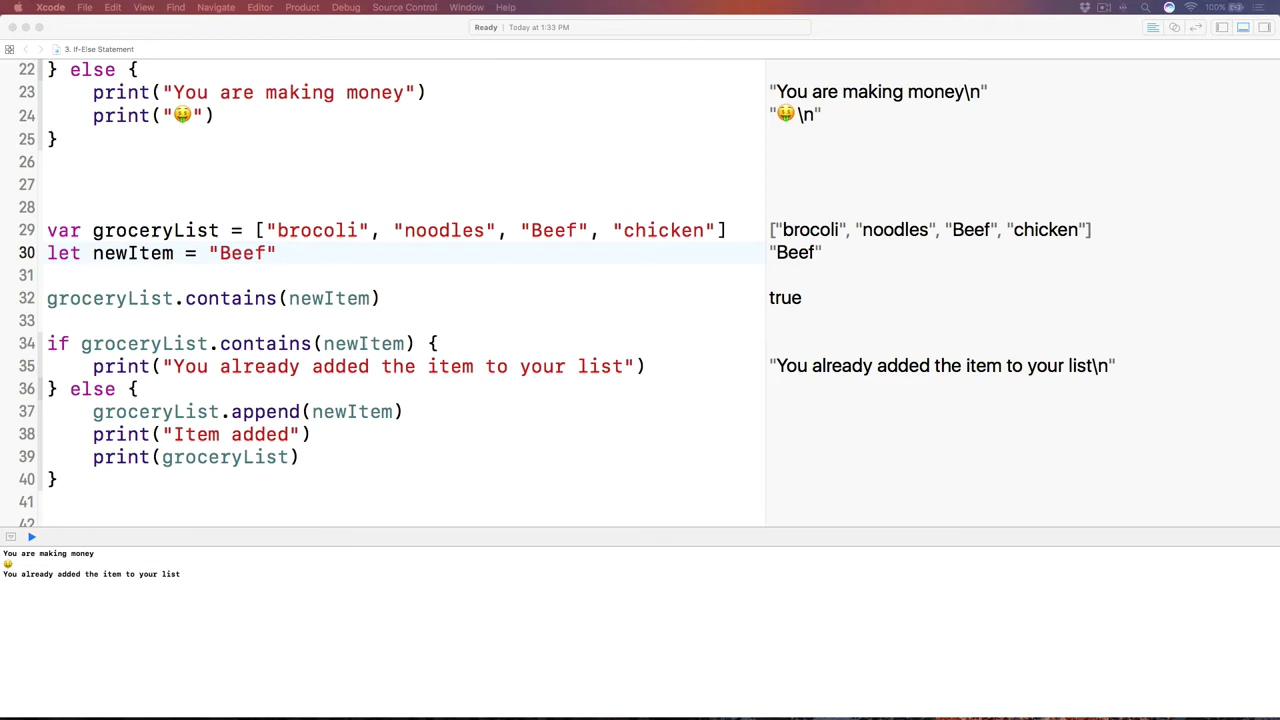 Xcode File Edit View Find Navigate Editor Product Debug Source Control Window Help 100%
Ready Today at 1:33 PM
3. If-Else Statement
22 } else {
23 print("You are making money") "You are making money\n"
24 print("🤑") "🤑\n"
25 }
26
27
28
29 var groceryList = ["brocoli", "noodles", "Beef", "chicken"] ["brocoli", "noodles", "Beef", "chicken"]
30 let newItem = "Beef" "Beef"
31
32 groceryList.contains(newItem) true
33
34 if groceryList.contains(newItem) {
35 print("You already added the item to your list") "You already added the item to your list\n"
36 } else {
37 groceryList.append(newItem)
38 print("Item added")
39 print(groceryList)
40 }
41
42
You are making money
🤑
You already added the item to your list